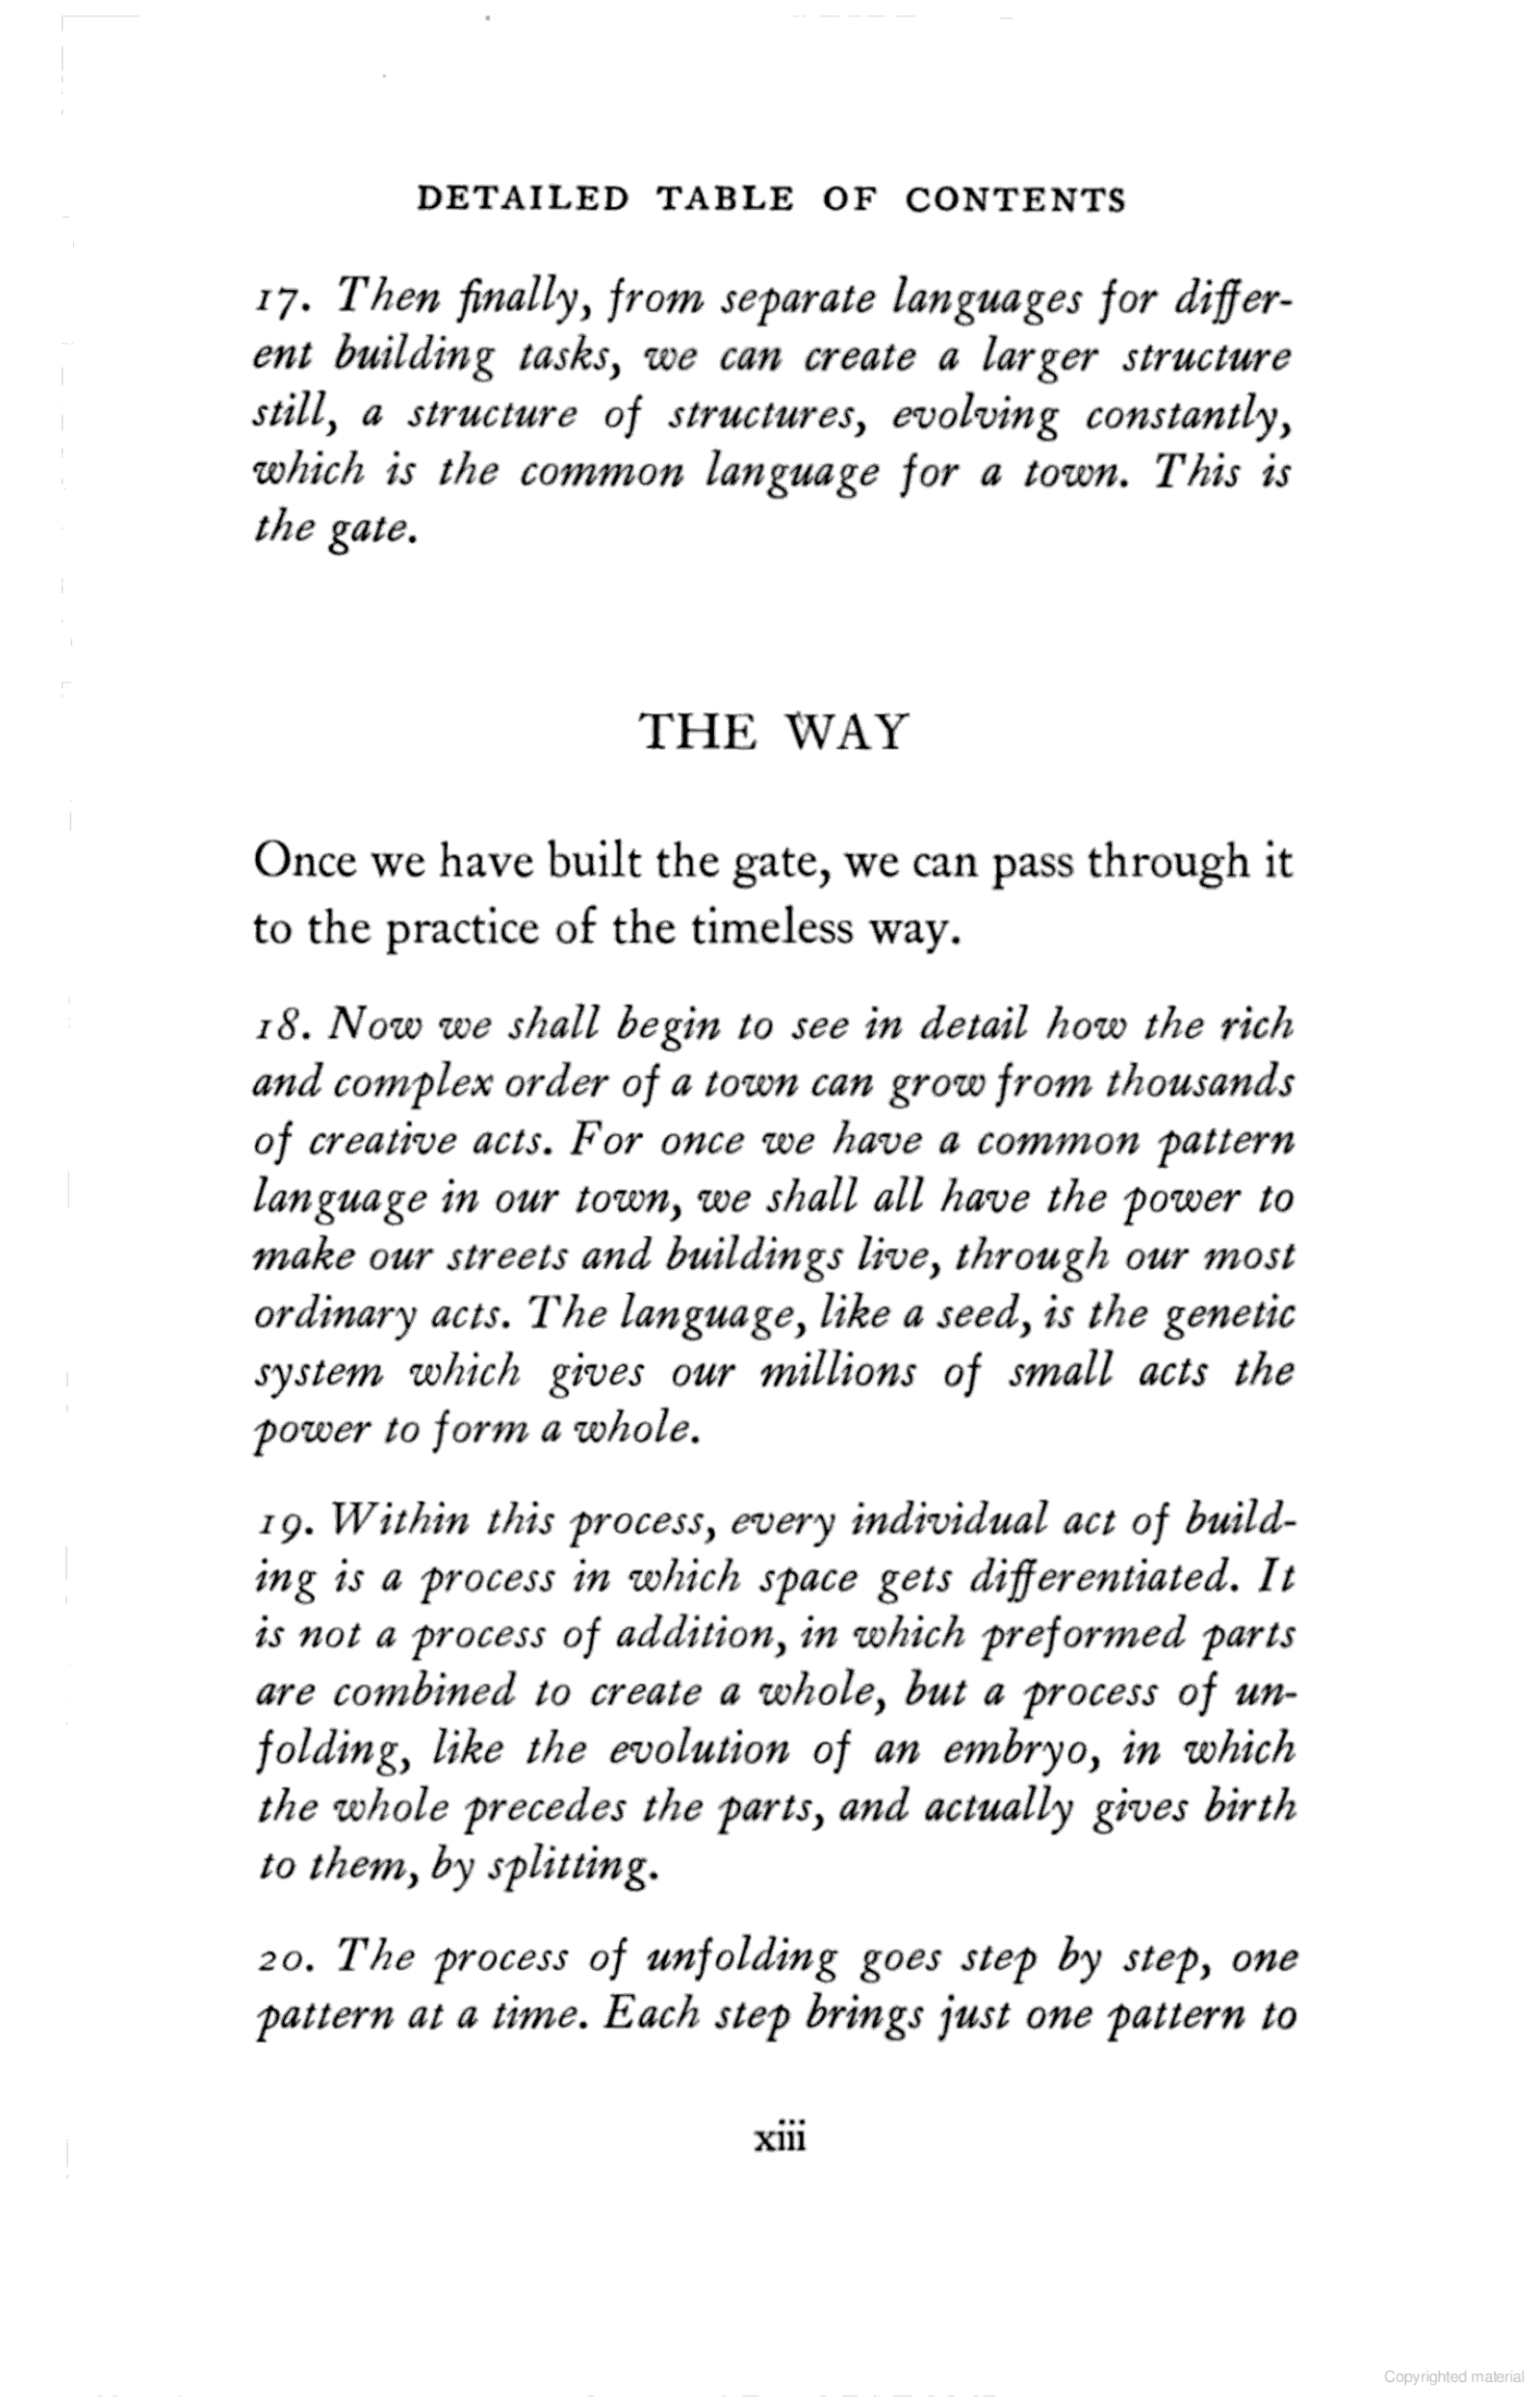 DETAILED TABLE OF CONTENTS
17. Then finally, from separate languages for differ-
ent building tasks, we can create a larger structure
still, a structure of structures, evolving constantly,
which is the common language for a town. This is
the gate.
THE WAY
Once we have built the gate, we can pass through it
to the practice of the timeless way.
18. Now we shall begin to see in detail how the rich
and complex order of a town can grow from thousands
of creative acts. For once we have a common pattern
language in our town, we shall all have the power to
make our streets and buildings live, through our most
ordinary acts. The language, like a seed, is the genetic
system which gives our millions of small acts the
power to form a whole.
19. Within this process, every individual act of build-
ing is a process in which space gets differentiated. It
is not a process of addition, in which preformed parts
are combined to create a whole, but a process of un-
folding, like the evolution of an embryo, in which
the whole precedes the parts, and actually gives birth
to them, by splitting.
20. The process of unfolding goes step by step, one
pattern at a time. Each step brings just one pattern to
xiii
Copyrighted material